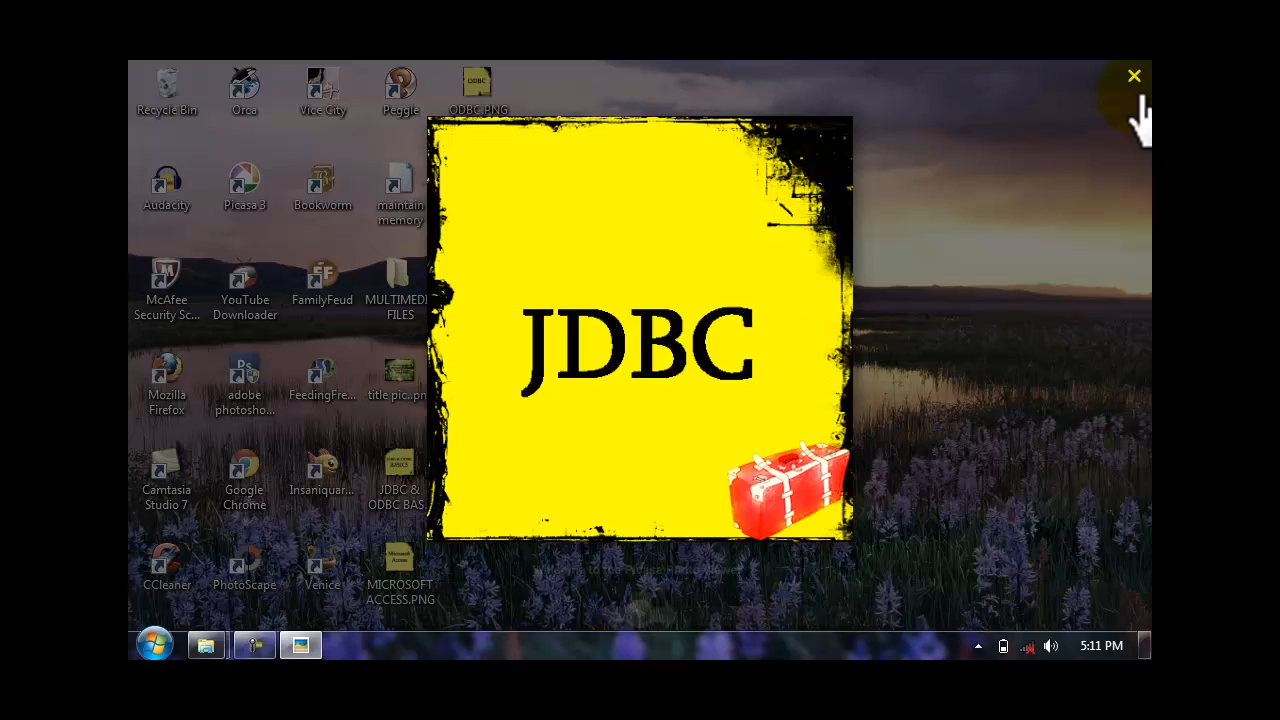 Recycle Bin
Orca
Vice City
Peggle
ODBC.PNG
Audacity
Picasa 3
Bookworm
maintain
memory
McAfee
Security Sc...
YouTube
Downloader
FamilyFeud
MULTIMEDI
FILES
Mozilla
Firefox
adobe
photosho...
FeedingFre...
title pic..pn
Camtasia
Studio 7
Google
Chrome
Insaniquar...
JDBC &
ODBC BAS.
CCleaner
PhotoScape
Venice
MICROSOFT
ACCESS.PNG
JDBC
5:11 PM